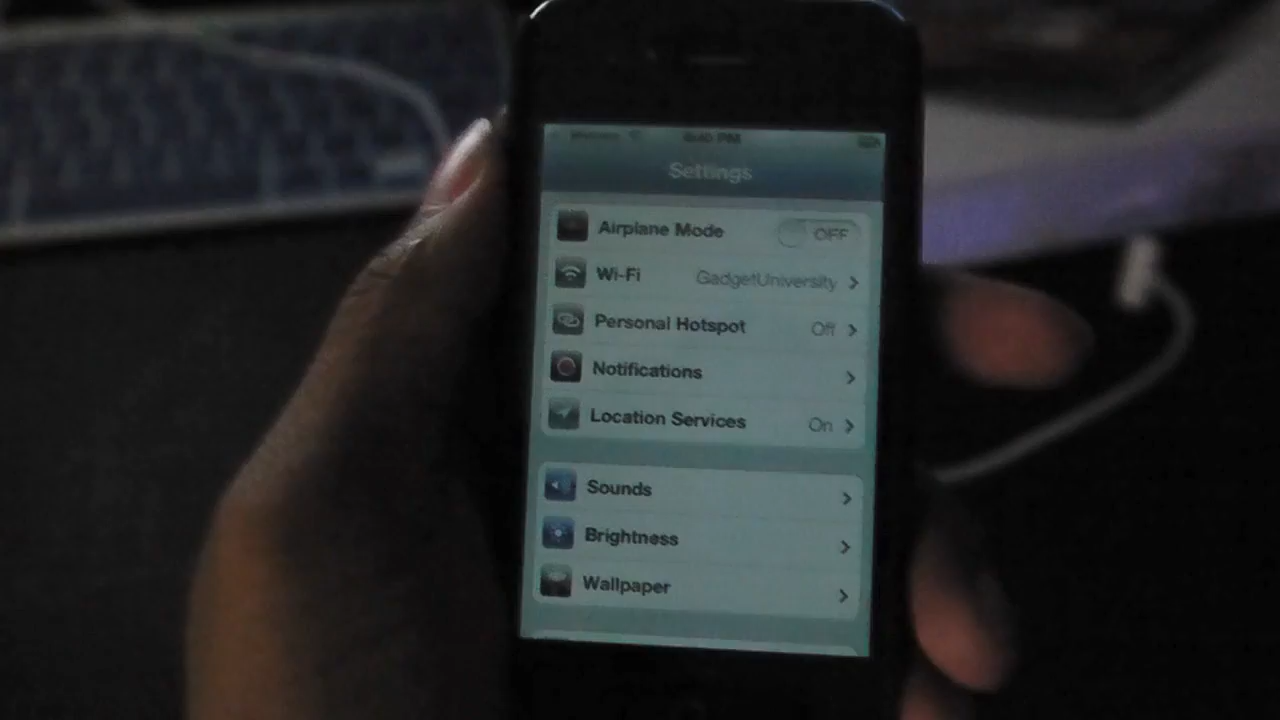 Settings
Airplane Mode OFF
Wi-Fi GadgetUniversity
Personal Hotspot Off
Notifications
Location Services On
Sounds
Brightness
Wallpaper